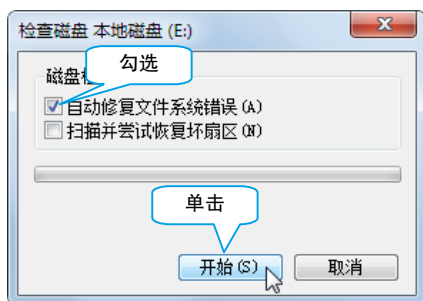 检查磁盘 本地磁盘 (E:)
勾选
磁盘
自动修复文件系统错误(A)
扫描并尝试恢复坏扇区(N)
单击
开始(S)
取消